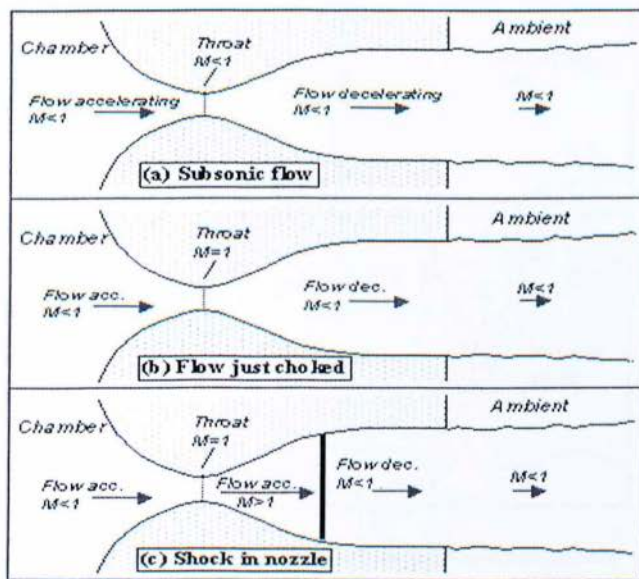 Chamber
Throat
M<1
Ambient
Flow accelerating
M<1
Flow decelerating
M<1
M<1
(a) Subsonic flow
Chamber
Throat
M=1
Ambient
Flow acc.
M<1
Flow dec.
M<1
M<1
(b) Flow just choked
Chamber
Throat
M=1
Ambient
Flow acc.
M<1
Flow acc.
M>1
Flow dec.
M<1
M<1
(c) Shock in nozzle